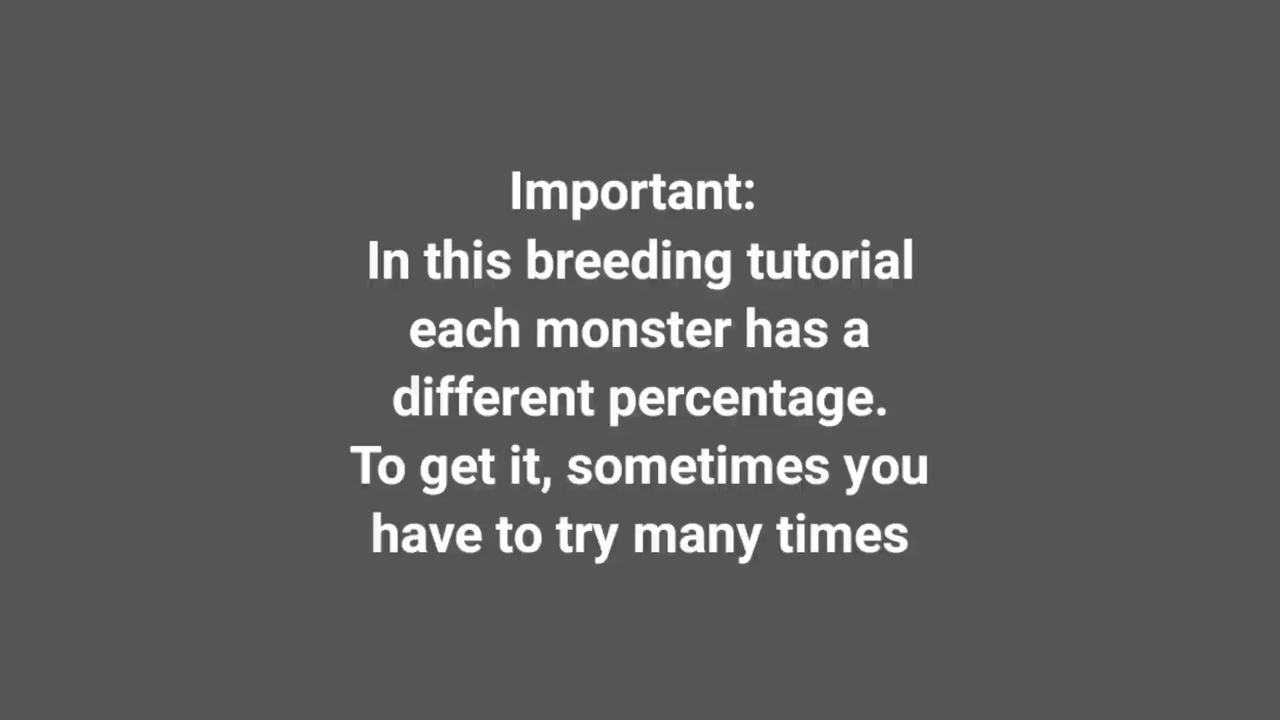 Important:
In this breeding tutorial
each monster has a
different percentage.
To get it, sometimes you
have to try many times